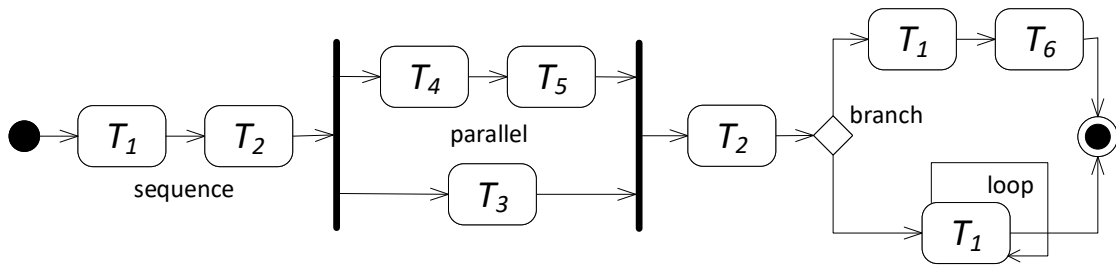 T1
T2
sequence
T4
T5
parallel
T3
T2
branch
T1
T6
loop
T1